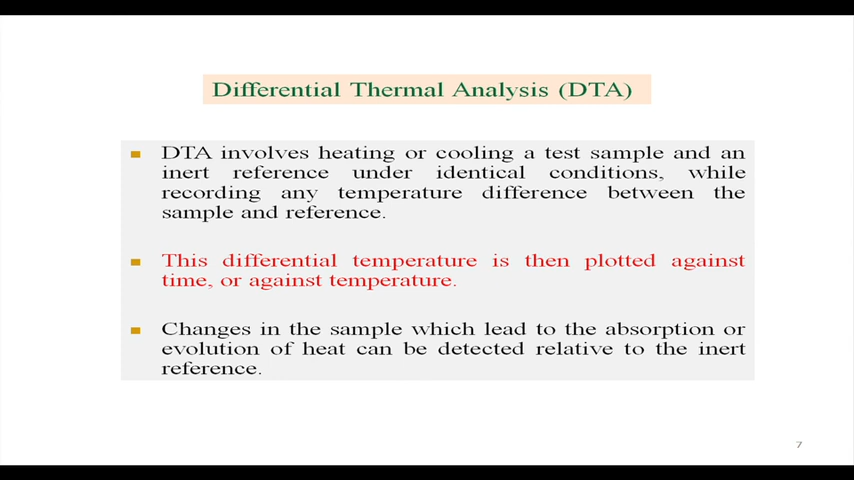 Differential Thermal Analysis (DTA)
DTA involves heating or cooling a test sample and an
inert reference under identical conditions, while
recording any temperature difference between the
sample and reference.
This differential temperature is then plotted against
time, or against temperature.
Changes in the sample which lead to the absorption or
evolution of heat can be detected relative to the inert
reference.
7